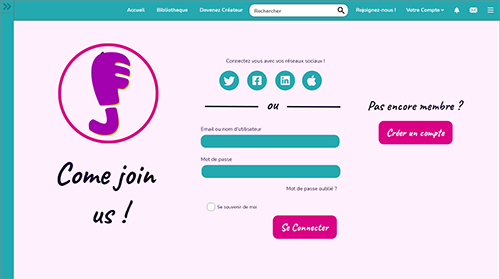 Accueil
Bibliotheque
Devenez Créateur
Rechercher
Rejoignez-nous !
Votre Compte
Connectez vous avec vos réseaux sociaux !
ou
Email ou nom d'utilisateur
Mot de passe
Mot de passe oublié ?
Se souvenir de moi
Se Connecter
Come join
us !
Pas encore membre ?
Créer un compte